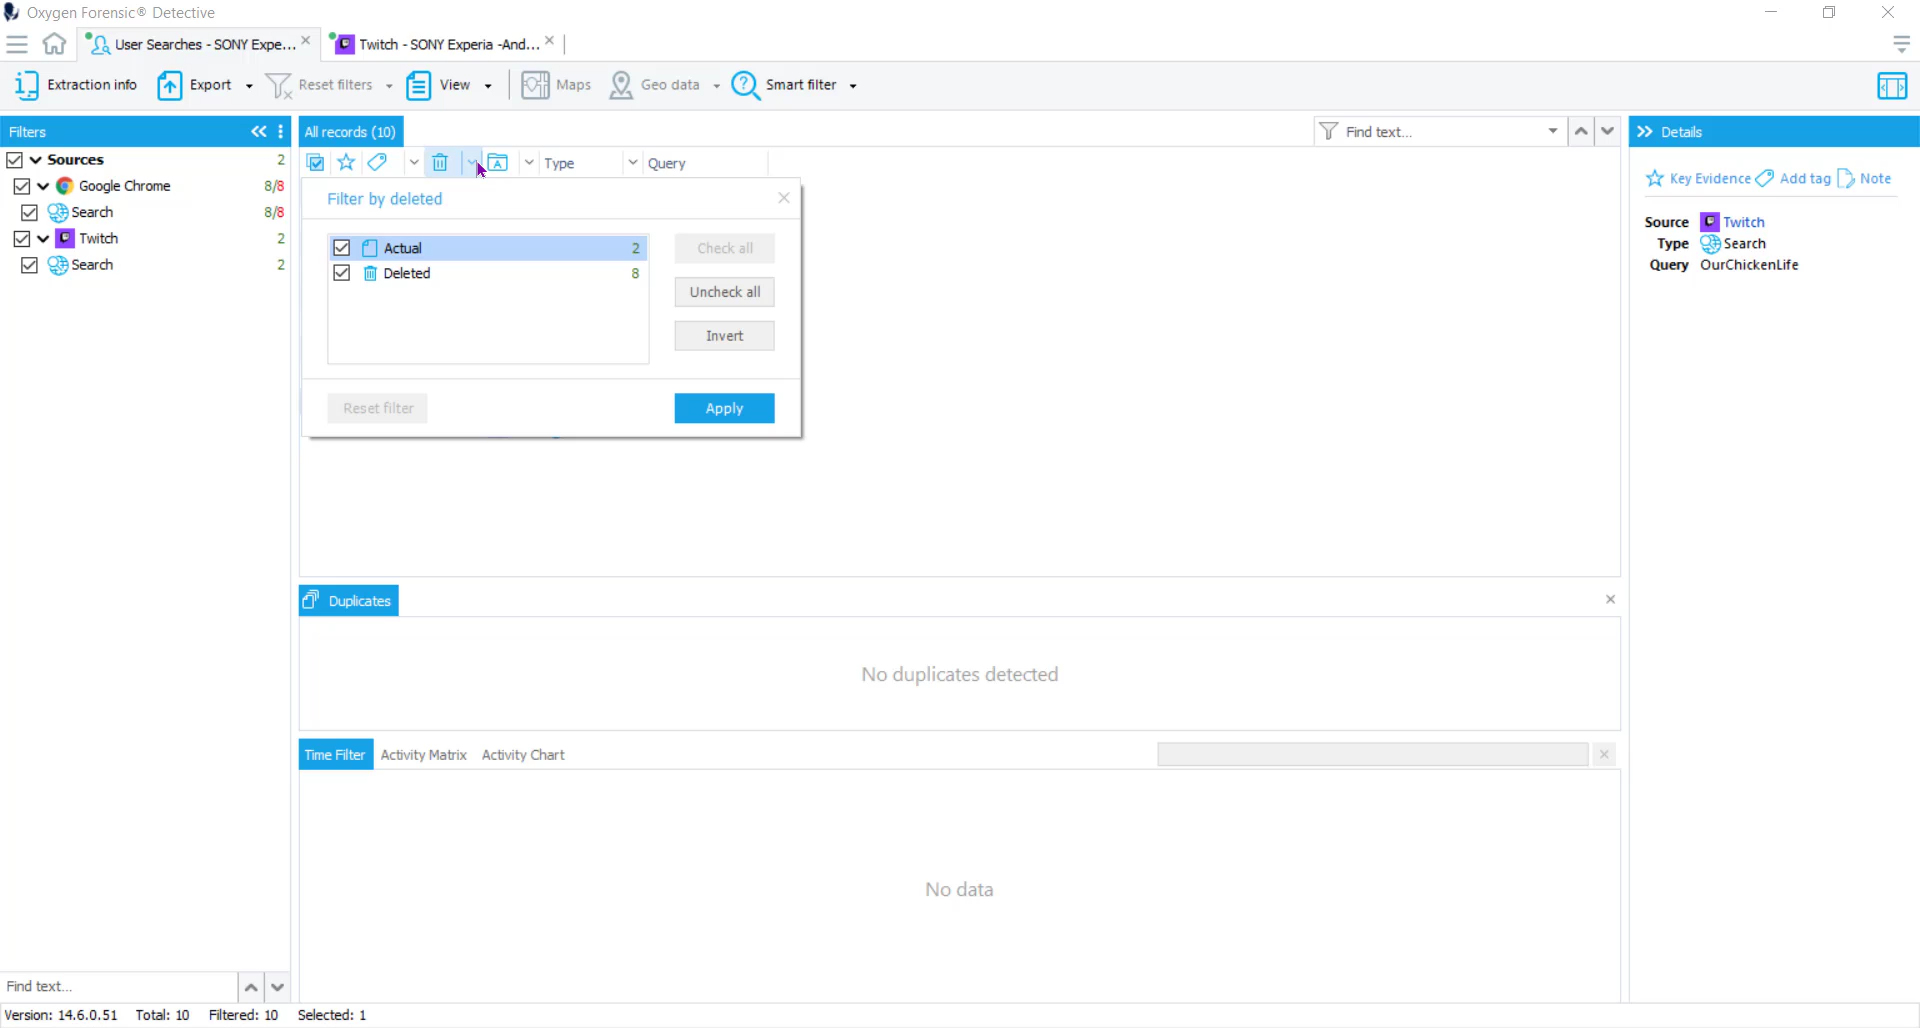 Oxygen Forensic® Detective
User Searches - SONY Expe...
Twitch - SONY Experia -And...
Extraction info
Export
Reset filters
View
Maps
Geo data
Smart filter
Filters
All records (10)
Find text...
Details
Sources 2
Google Chrome 8/8
Search 8/8
Twitch 2
Search 2
Type
Query
Filter by deleted
Actual 2
Deleted 8
Check all
Uncheck all
Invert
Reset filter
Apply
Key Evidence
Add tag
Note
Source Twitch
Type Search
Query OurChickenLife
Duplicates
No duplicates detected
Time Filter
Activity Matrix
Activity Chart
No data
Find text...
Version: 14.6.0.51 Total: 10 Filtered: 10 Selected: 1